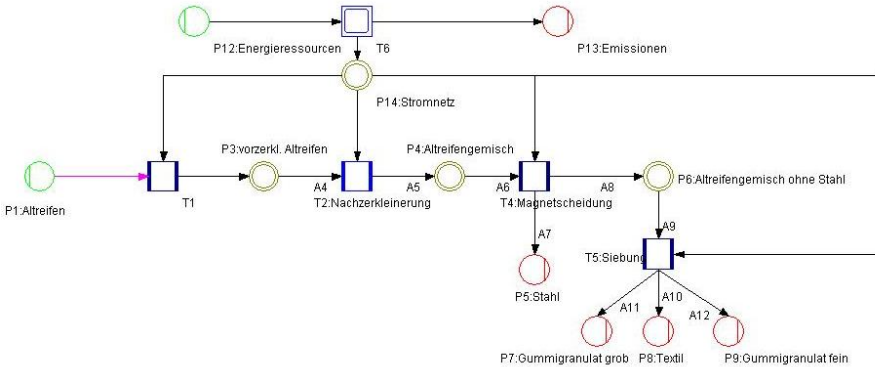 P12:Energieressourcen
T6
P13:Emissionen
P14:Stromnetz
P3:vorzerkl. Altreifen
P4:Altreifengemisch
P6:Altreifengemisch ohne Stahl
A4
A5
A6
A8
P1:Altreifen
T1
T2:Nachzerkleinerung
T4:Magnetscheidung
A7
A9
T5:Siebung
P5:Stahl
A11
A10
A12
P7:Gummigranulat grob
P8:Textil
P9:Gummigranulat fein